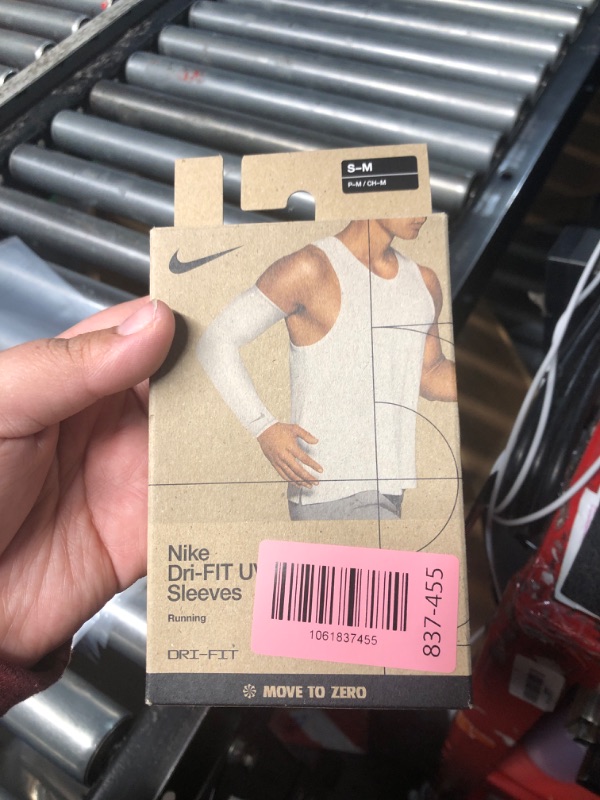 S-M
P-M / CH-M
Nike
Dri-FIT UV
Sleeves
Running
DRI-FIT
1061837455
837-455
MOVE TO ZERO